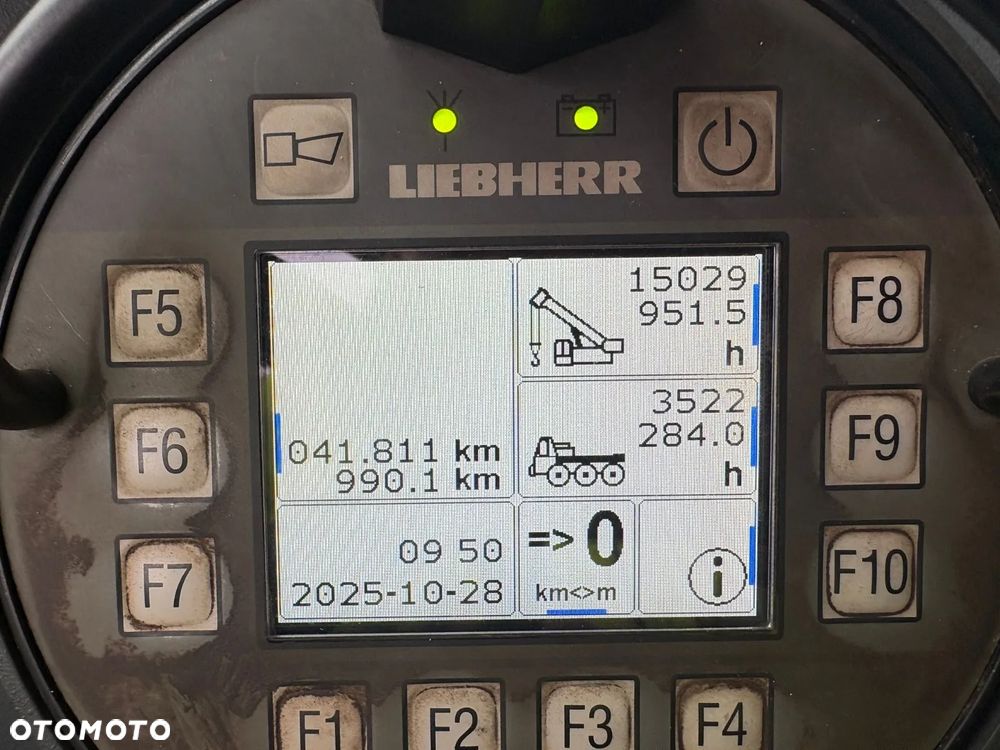 LIEBHERR
F5
F6
F7
F8
F9
F10
15029
951.5
h
3522
284.0
h
041.811 km
990.1 km
09 50
2025-10-28
=> 0
km<>m
i
F1
F2
F3
F4
OTOMOTO